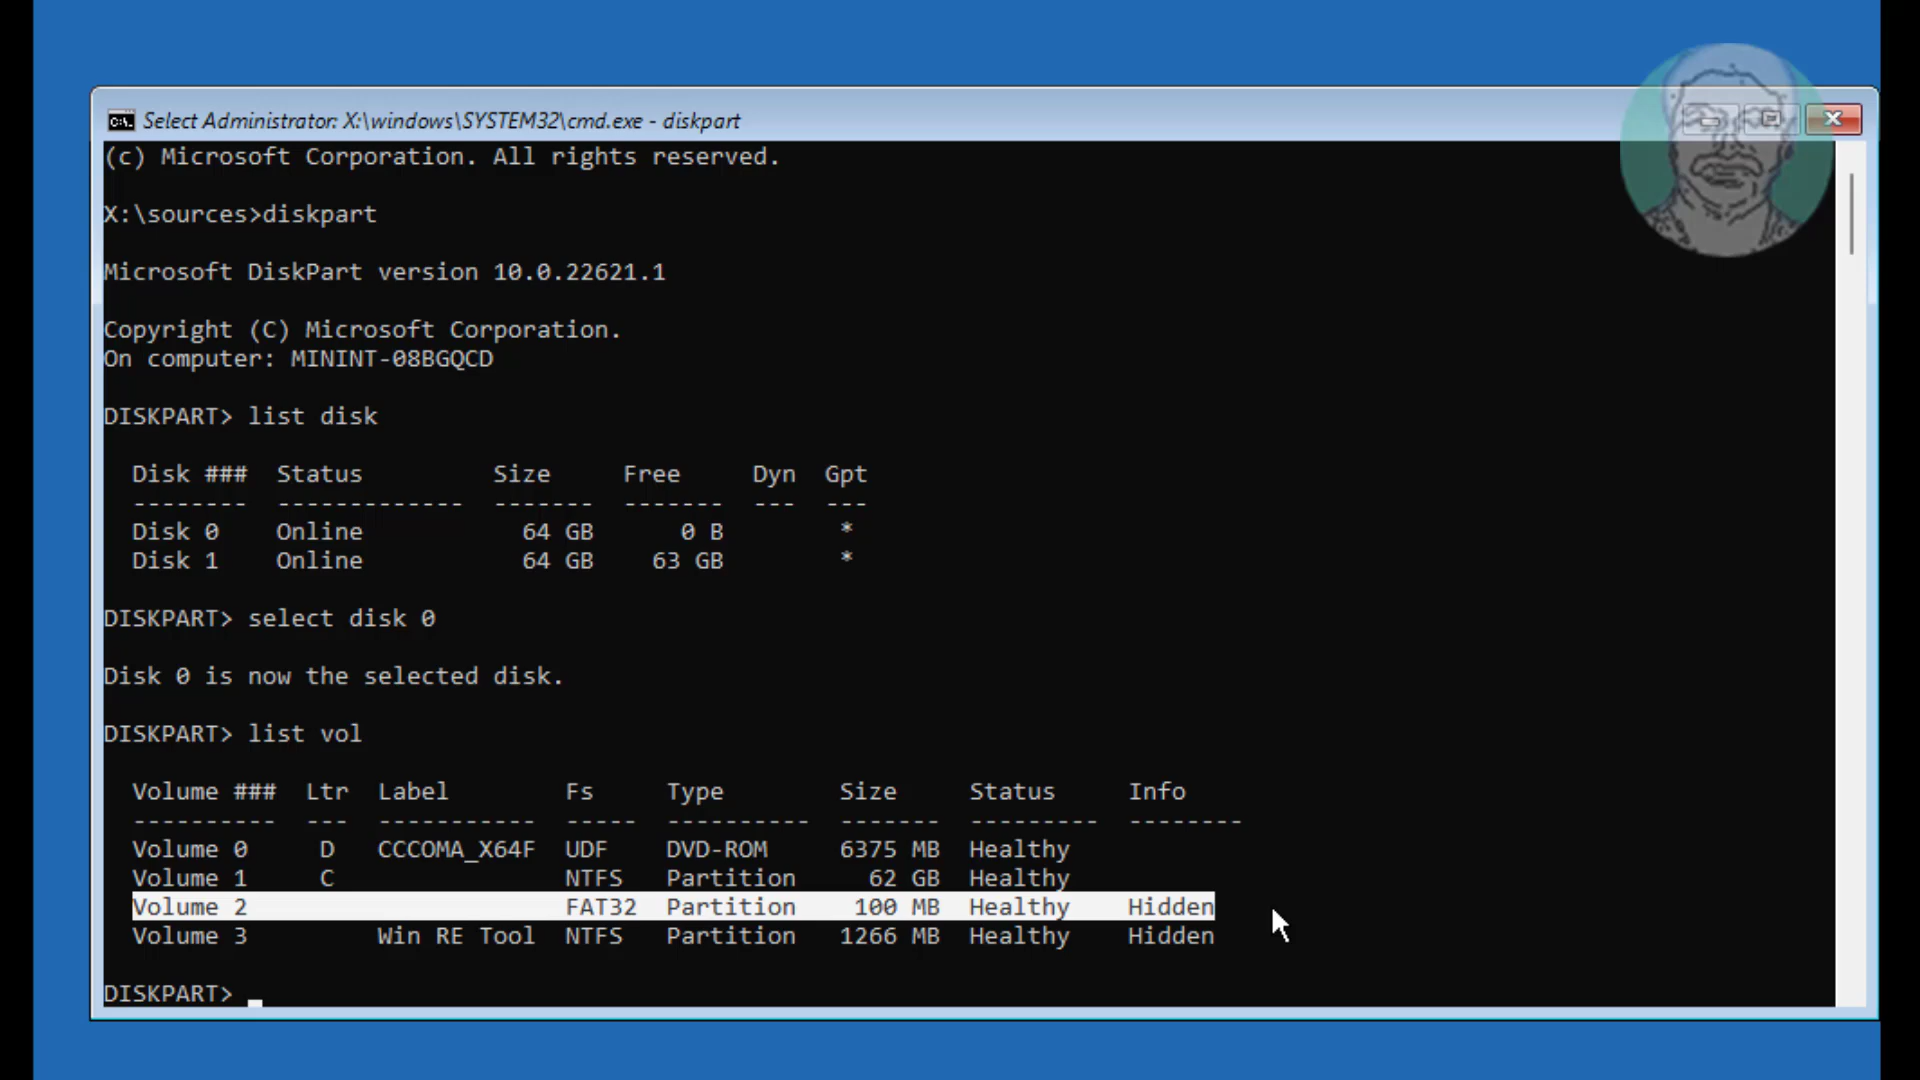 Select Administrator: X:\windows\SYSTEM32\cmd.exe - diskpart
(c) Microsoft Corporation. All rights reserved.
X:\sources>diskpart
Microsoft DiskPart version 10.0.22621.1
Copyright (C) Microsoft Corporation.
On computer: MININT-08BGQCD
DISKPART> list disk
Disk ### Status Size Free Dyn Gpt
-------- ------------- ------- ------- --- ---
Disk 0 Online 64 GB 0 B *
Disk 1 Online 64 GB 63 GB *
DISKPART> select disk 0
Disk 0 is now the selected disk.
DISKPART> list vol
Volume ### Ltr Label Fs Type Size Status Info
---------- --- ----------- ----- ---------- ------- --------- --------
Volume 0 D CCCOMA_X64F UDF DVD-ROM 6375 MB Healthy
Volume 1 C NTFS Partition 62 GB Healthy
Volume 2 FAT32 Partition 100 MB Healthy Hidden
Volume 3 Win RE Tool NTFS Partition 1266 MB Healthy Hidden
DISKPART>